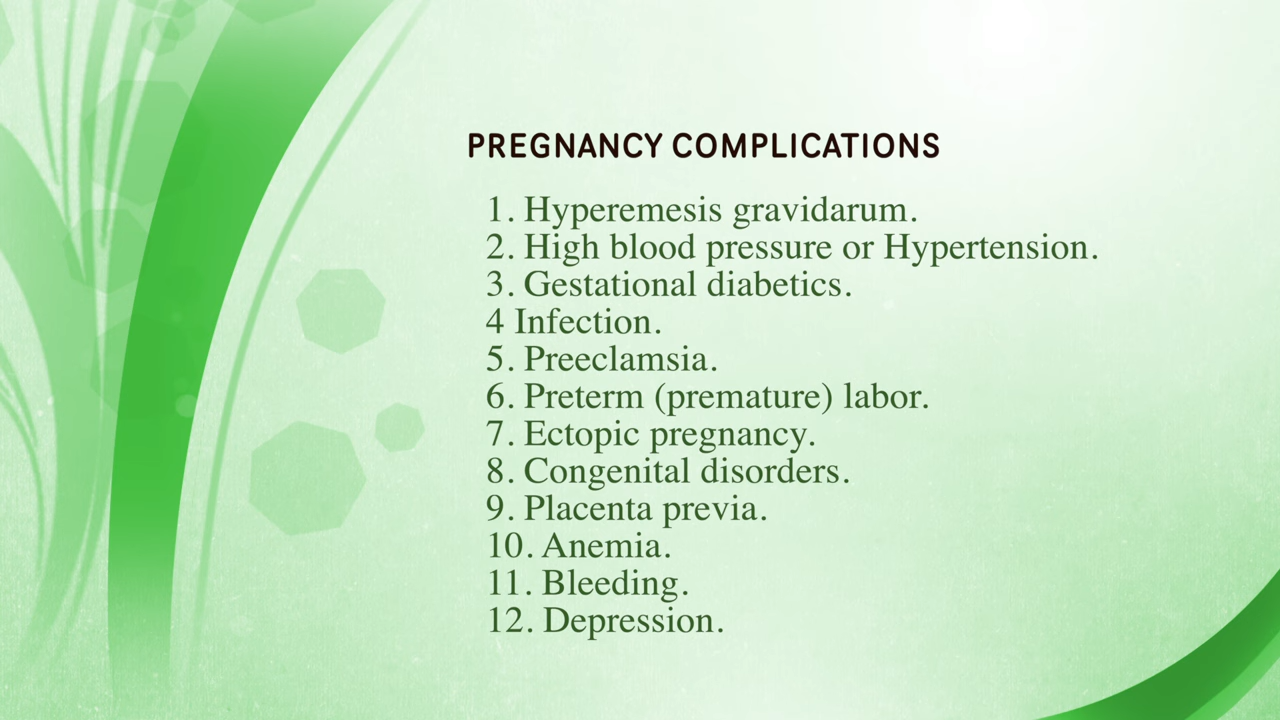 PREGNANCY COMPLICATIONS
1. Hyperemesis gravidarum.
2. High blood pressure or Hypertension.
3. Gestational diabetics.
4 Infection.
5. Preeclamsia.
6. Preterm (premature) labor.
7. Ectopic pregnancy.
8. Congenital disorders.
9. Placenta previa.
10. Anemia.
11. Bleeding.
12. Depression.